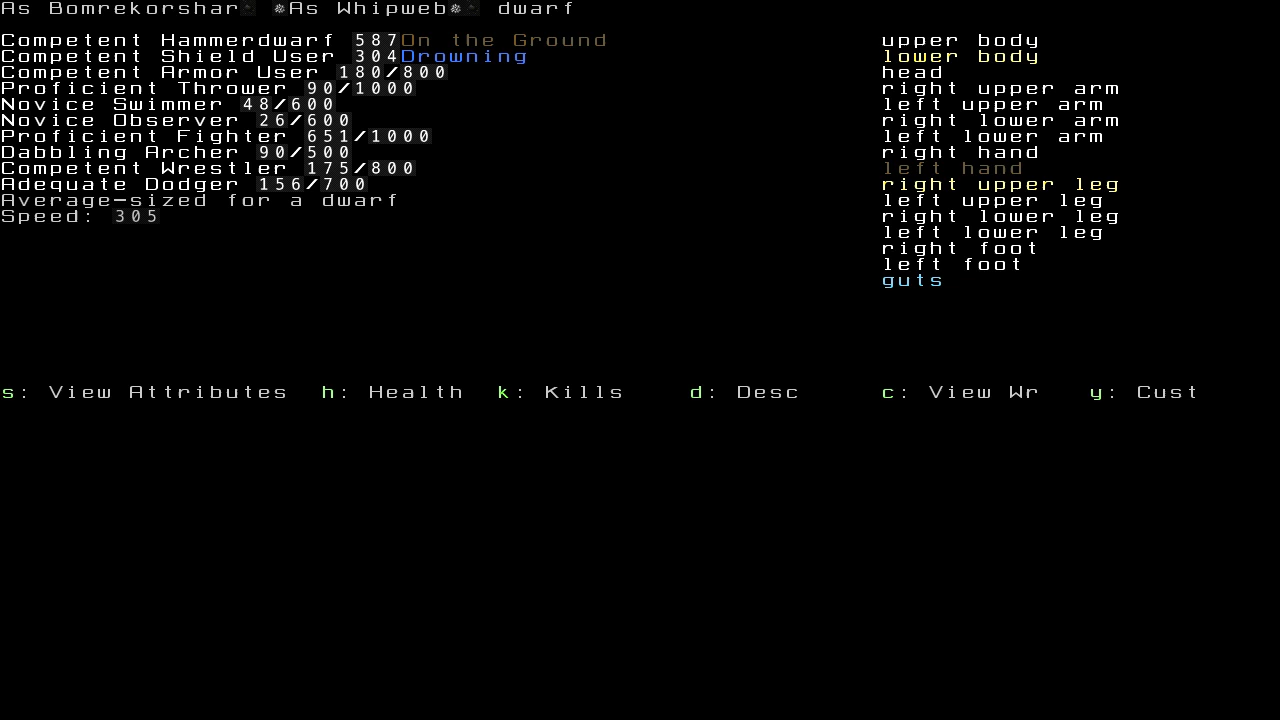 As Bomrekorshar ☼As Whipweb☼ dwarf
Competent Hammerdwarf 587 On the Ground upper body
Competent Shield User 304 Drowning lower body
Competent Armor User 180/800 head
Proficient Thrower 90/1000 right upper arm
Novice Swimmer 48/600 left upper arm
Novice Observer 26/600 right lower arm
Proficient Fighter 651/1000 left lower arm
Dabbling Archer 90/500 right hand
Competent Wrestler 175/800 left hand
Adequate Dodger 156/700 right upper leg
Average-sized for a dwarf left upper leg
Speed: 305 right lower leg
left lower leg
right foot
left foot
guts
s: View Attributes h: Health k: Kills d: Desc c: View Wr y: Cust